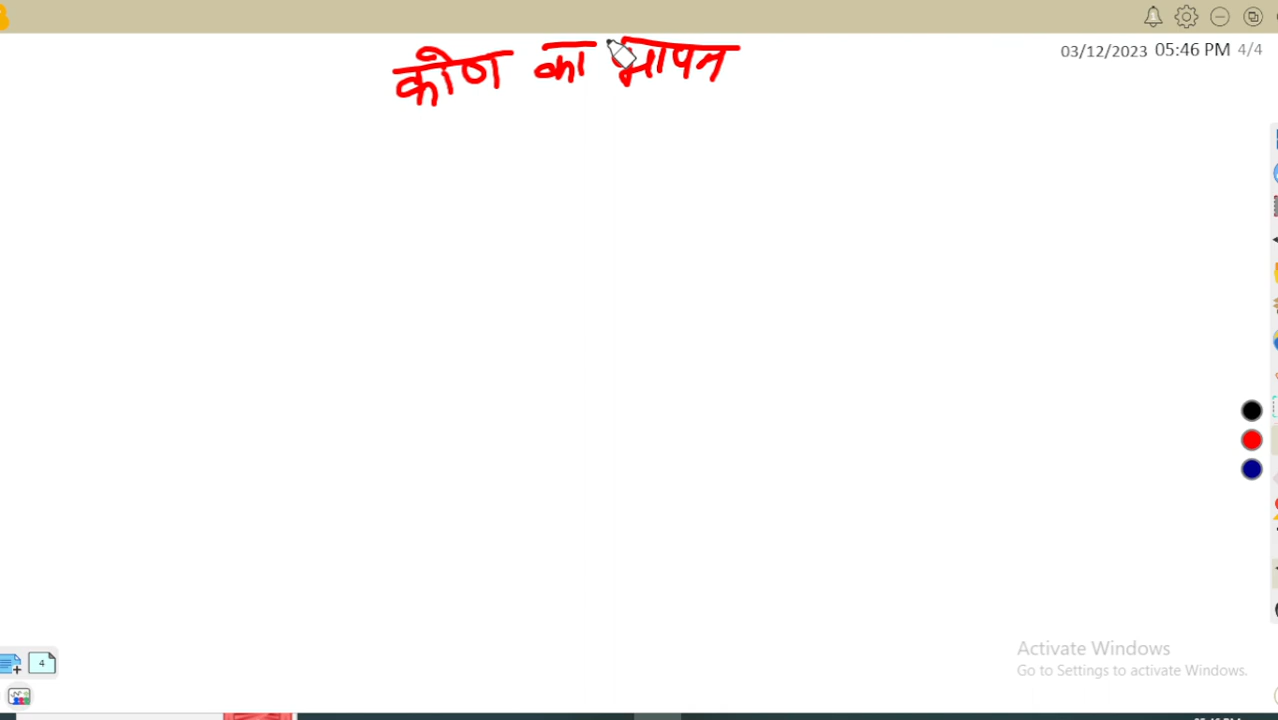 कोण का मापन
03/12/2023 05:46 PM 4/4
Activate Windows
Go to Settings to activate Windows.
4